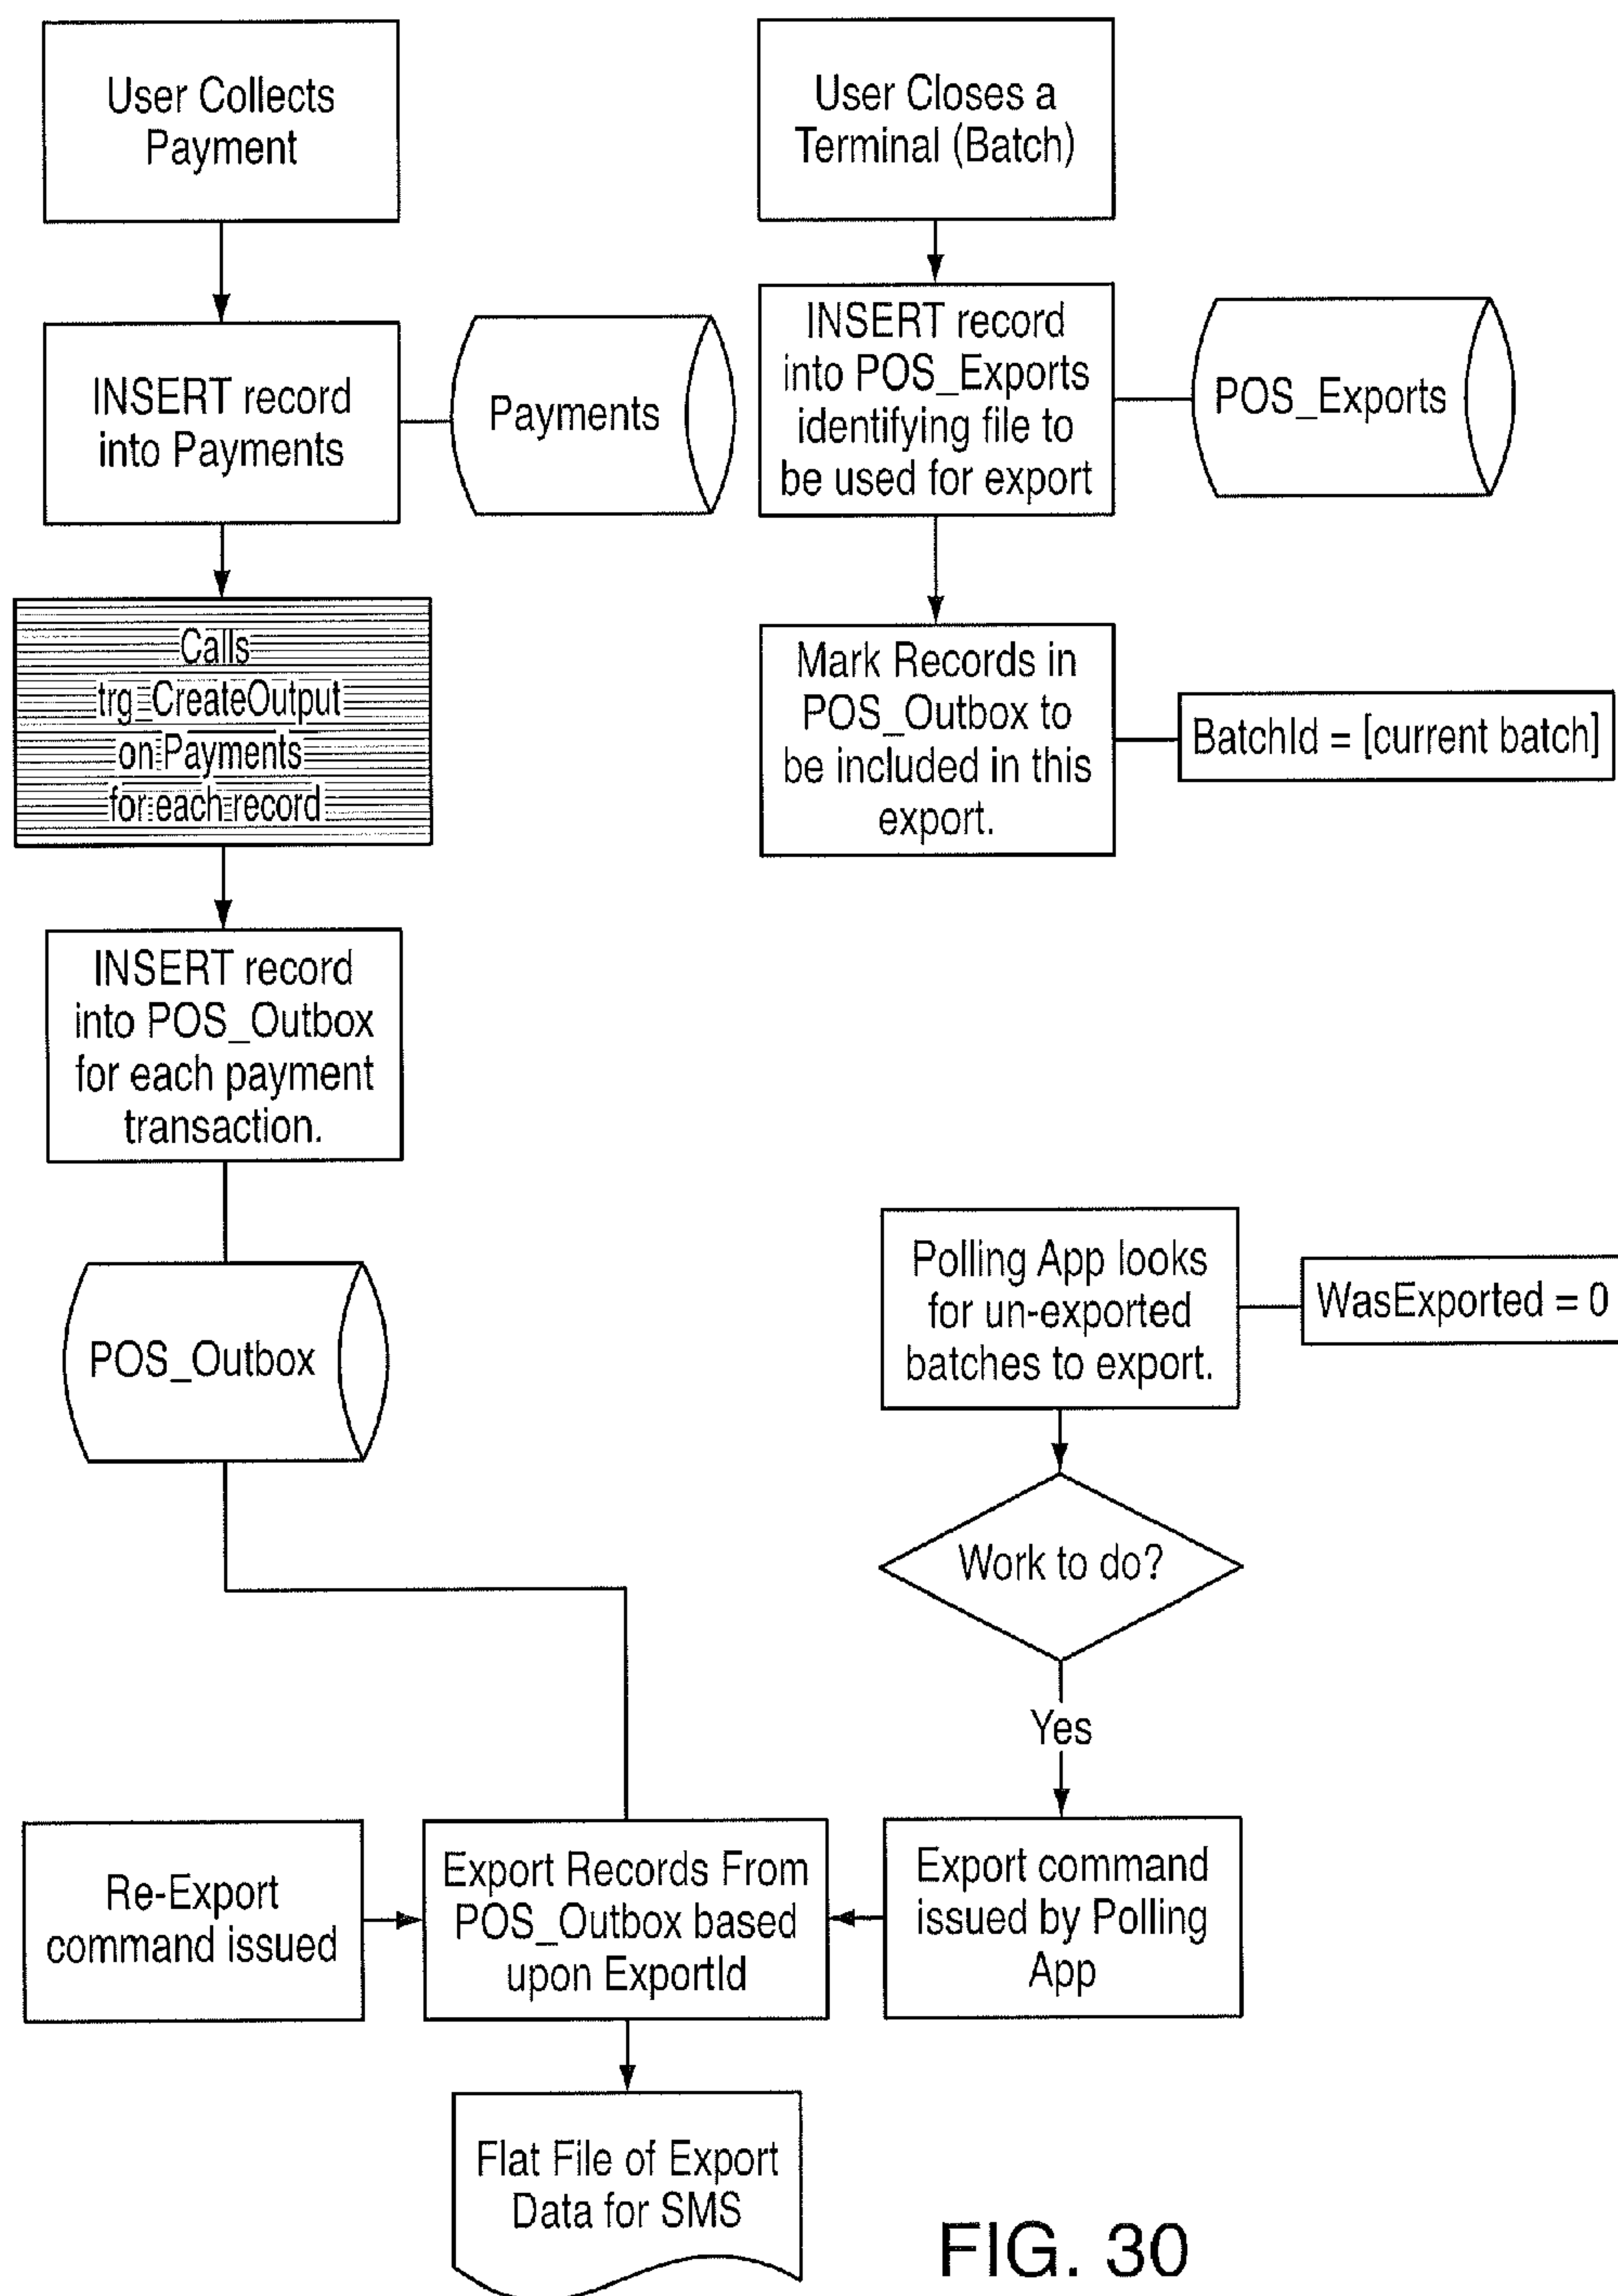 User Collects
Payment
INSERT record
into Payments
Payments
Calls
trg_CreateOutput
on Payments
for each record
INSERT record
into POS_Outbox
for each payment
transaction.
POS_Outbox
User Closes a
Terminal (Batch)
INSERT record
into POS_Exports
identifying file to
be used for export
POS_Exports
Mark Records in
POS_Outbox to
be included in this
export.
BatchId = [current batch]
Polling App looks
for un-exported
batches to export.
WasExported = 0
Work to do?
Yes
Re-Export
command issued
Export Records From
POS_Outbox based
upon ExportId
Export command
issued by Polling
App
Flat File of Export
Data for SMS
FIG. 30